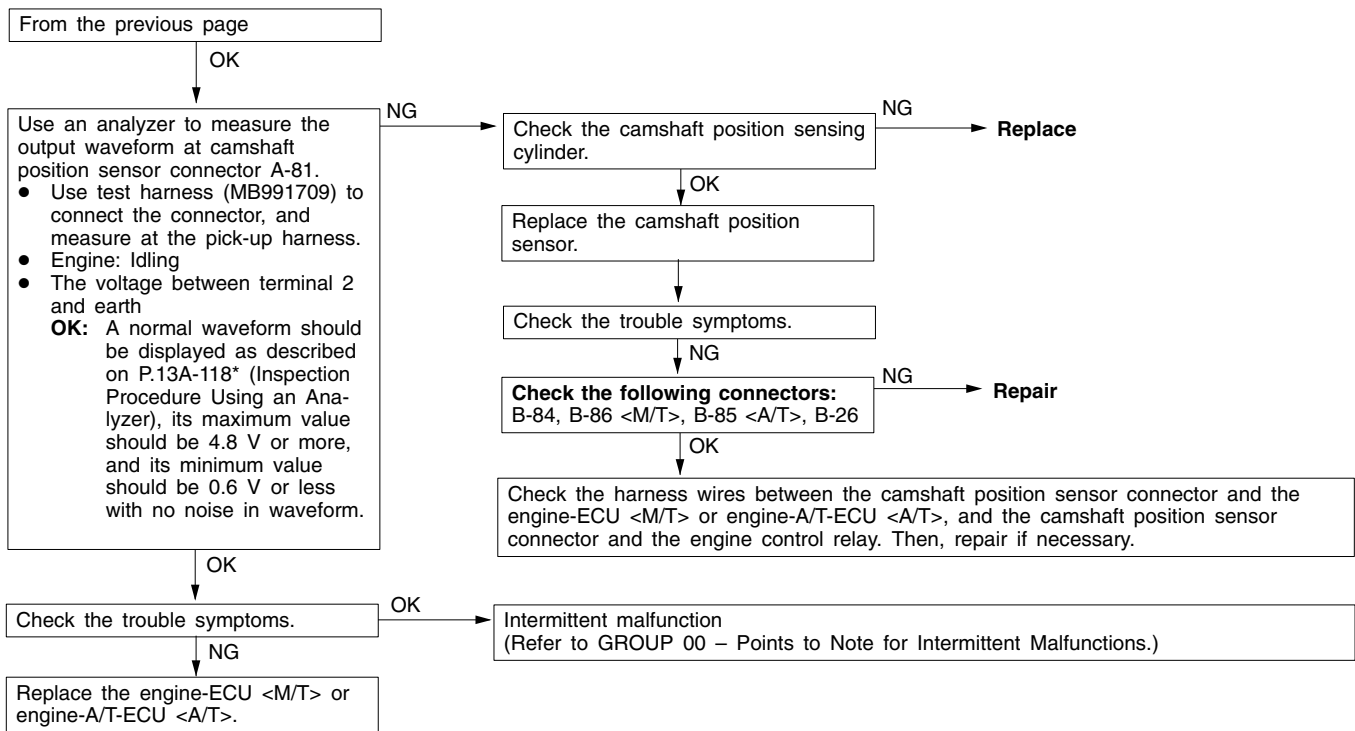 From the previous page
OK
Use an analyzer to measure the
output waveform at camshaft
position sensor connector A-81.
● Use test harness (MB991709) to
connect the connector, and
measure at the pick-up harness.
● Engine: Idling
● The voltage between terminal 2
and earth
OK: A normal waveform should
be displayed as described
on P.13A-118* (Inspection
Procedure Using an Ana-
lyzer), its maximum value
should be 4.8 V or more,
and its minimum value
should be 0.6 V or less
with no noise in waveform.
NG
Check the camshaft position sensing
cylinder.
NG
Replace
OK
Replace the camshaft position
sensor.
Check the trouble symptoms.
NG
Check the following connectors:
B-84, B-86 <M/T>, B-85 <A/T>, B-26
NG
Repair
OK
Check the harness wires between the camshaft position sensor connector and the
engine-ECU <M/T> or engine-A/T-ECU <A/T>, and the camshaft position sensor
connector and the engine control relay. Then, repair if necessary.
OK
Check the trouble symptoms.
OK
Intermittent malfunction
(Refer to GROUP 00 – Points to Note for Intermittent Malfunctions.)
NG
Replace the engine-ECU <M/T> or
engine-A/T-ECU <A/T>.